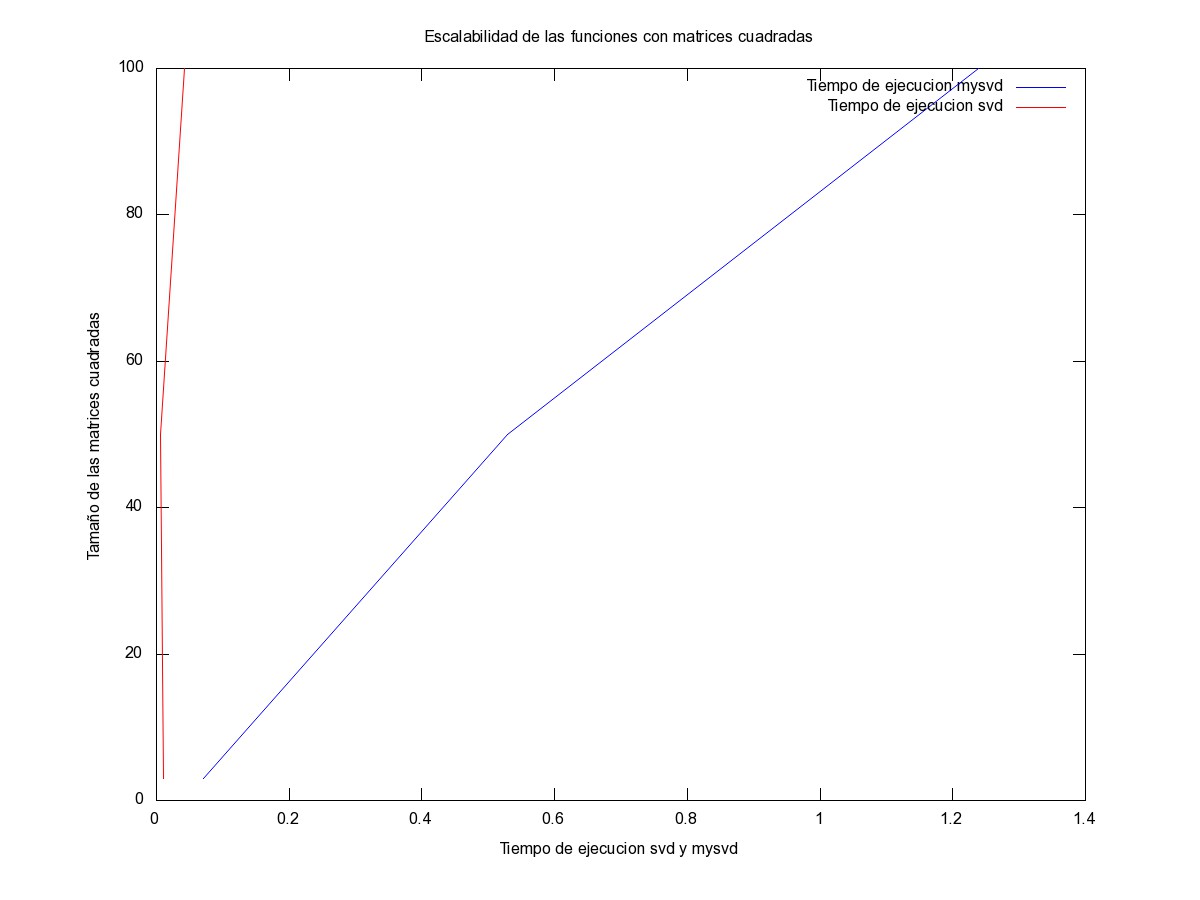 Escalabilidad de las funciones con matrices cuadradas
Tiempo de ejecucion mysvd
Tiempo de ejecucion svd
100
80
60
40
20
0
Tamaño de las matrices cuadradas
0 0.2 0.4 0.6 0.8 1 1.2 1.4
Tiempo de ejecucion svd y mysvd